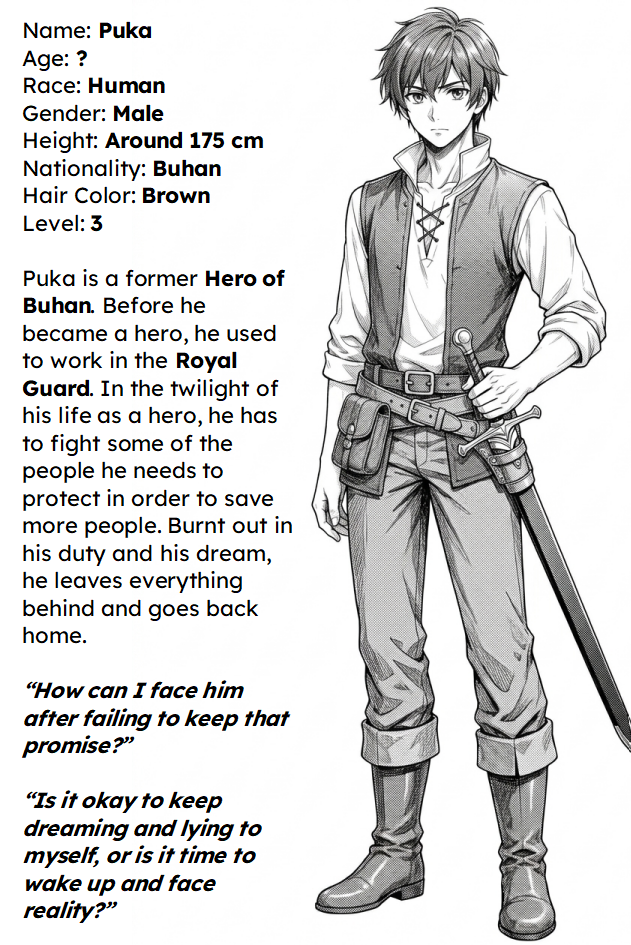 Name: Puka
Age: ?
Race: Human
Gender: Male
Height: Around 175 cm
Nationality: Buhan
Hair Color: Brown
Level: 3
Puka is a former Hero of
Buhan. Before he
became a hero, he used
to work in the Royal
Guard. In the twilight of
his life as a hero, he has
to fight some of the
people he needs to
protect in order to save
more people. Burnt out in
his duty and his dream,
he leaves everything
behind and goes back
home.
“How can I face him
after failing to keep that
promise?”
“Is it okay to keep
dreaming and lying to
myself, or is it time to
wake up and face
reality?”